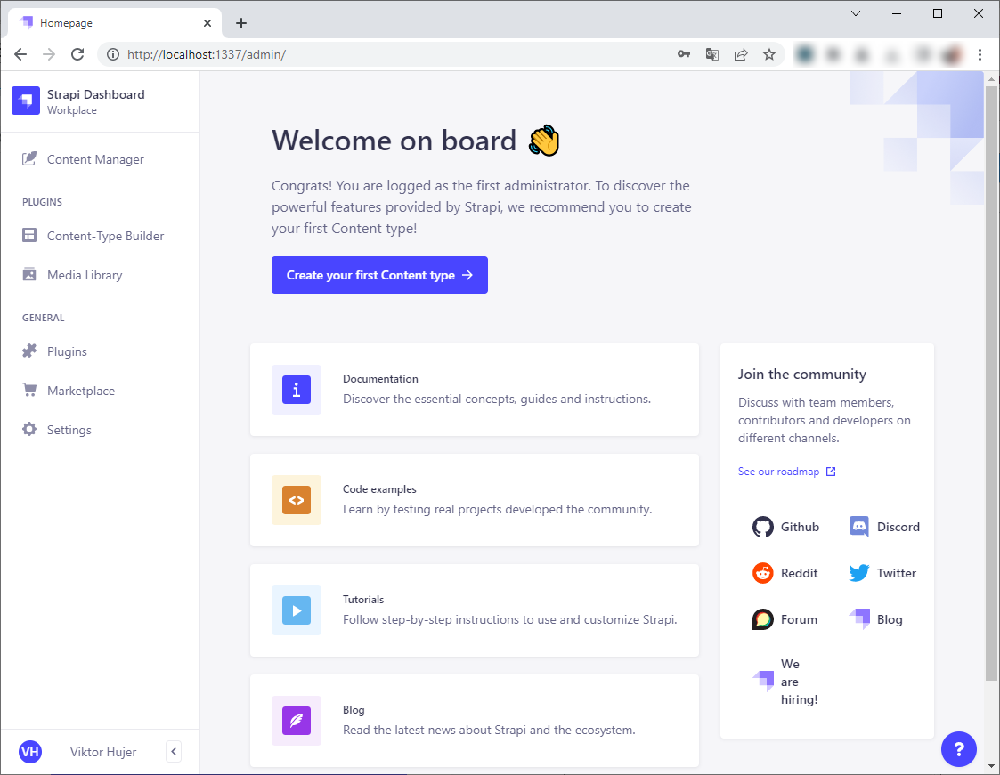 Homepage
http://localhost:1337/admin/
Strapi Dashboard
Workplace
Content Manager
PLUGINS
Content-Type Builder
Media Library
GENERAL
Plugins
Marketplace
Settings
VH
Viktor Hujer
Welcome on board
Congrats! You are logged as the first administrator. To discover the
powerful features provided by Strapi, we recommend you to create
your first Content type!
Create your first Content type
Documentation
Discover the essential concepts, guides and instructions.
Code examples
Learn by testing real projects developed the community.
Tutorials
Follow step-by-step instructions to use and customize Strapi.
Blog
Read the latest news about Strapi and the ecosystem.
Join the community
Discuss with team members,
contributors and developers on
different channels.
See our roadmap
Github
Discord
Reddit
Twitter
Forum
Blog
We
are
hiring!
?